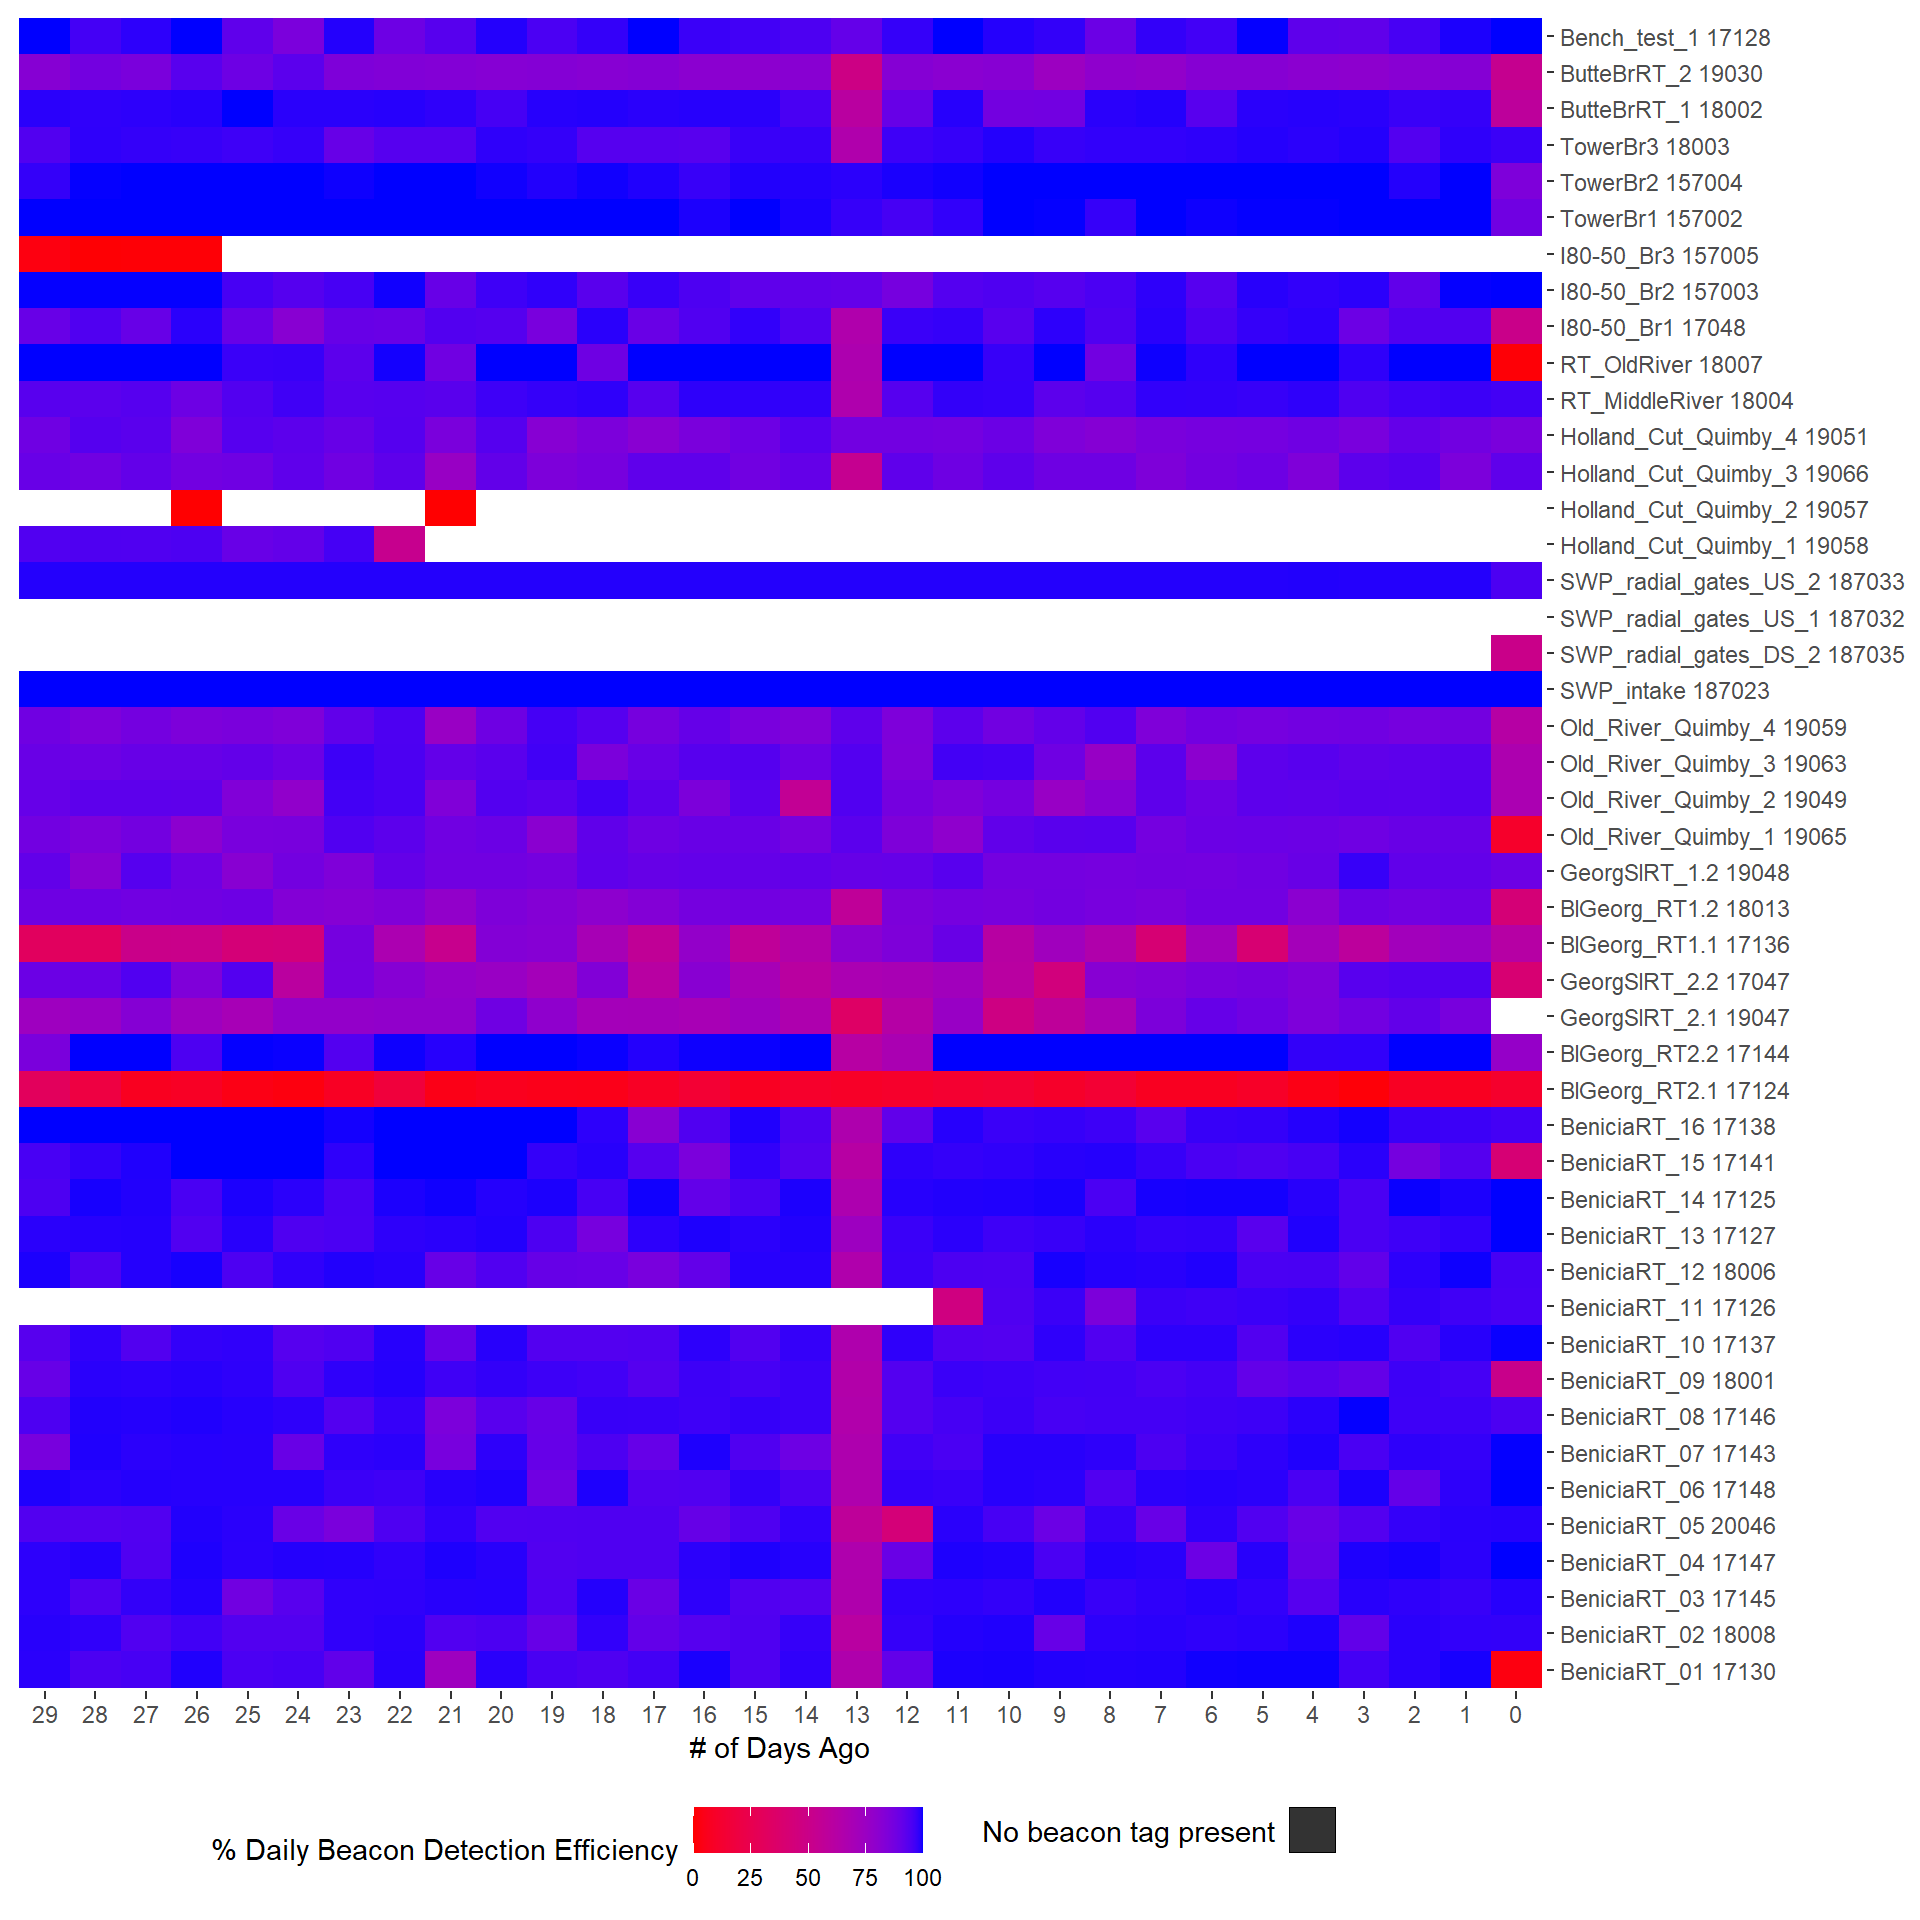 Bench_test_1 17128
ButteBrRT_2 19030
ButteBrRT_1 18002
TowerBr3 18003
TowerBr2 157004
TowerBr1 157002
I80-50_Br3 157005
I80-50_Br2 157003
I80-50_Br1 17048
RT_OldRiver 18007
RT_MiddleRiver 18004
Holland_Cut_Quimby_4 19051
Holland_Cut_Quimby_3 19066
Holland_Cut_Quimby_2 19057
Holland_Cut_Quimby_1 19058
SWP_radial_gates_US_2 187033
SWP_radial_gates_US_1 187032
SWP_radial_gates_DS_2 187035
SWP_intake 187023
Old_River_Quimby_4 19059
Old_River_Quimby_3 19063
Old_River_Quimby_2 19049
Old_River_Quimby_1 19065
GeorgSlRT_1.2 19048
BlGeorg_RT1.2 18013
BlGeorg_RT1.1 17136
GeorgSlRT_2.2 17047
GeorgSlRT_2.1 19047
BlGeorg_RT2.2 17144
BlGeorg_RT2.1 17124
BeniciaRT_16 17138
BeniciaRT_15 17141
BeniciaRT_14 17125
BeniciaRT_13 17127
BeniciaRT_12 18006
BeniciaRT_11 17126
BeniciaRT_10 17137
BeniciaRT_09 18001
BeniciaRT_08 17146
BeniciaRT_07 17143
BeniciaRT_06 17148
BeniciaRT_05 20046
BeniciaRT_04 17147
BeniciaRT_03 17145
BeniciaRT_02 18008
BeniciaRT_01 17130
29 28 27 26 25 24 23 22 21 20 19 18 17 16 15 14 13 12 11 10 9 8 7 6 5 4 3 2 1 0
# of Days Ago
% Daily Beacon Detection Efficiency
0 25 50 75 100
No beacon tag present